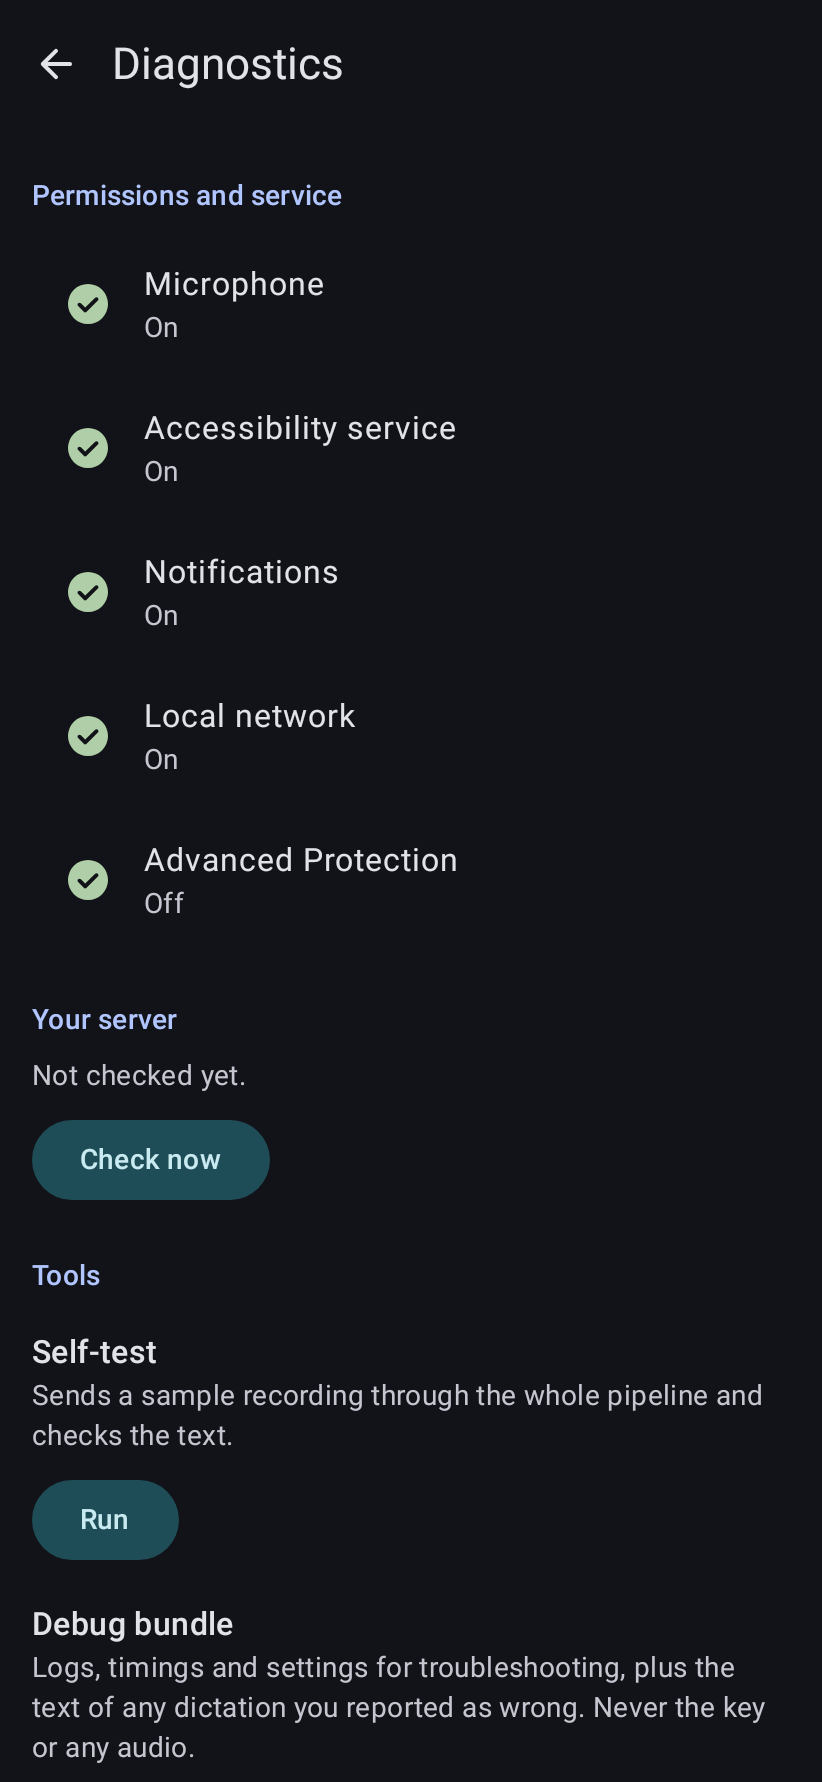 Diagnostics
Permissions and service
Microphone
On
Accessibility service
On
Notifications
On
Local network
On
Advanced Protection
Off
Your server
Not checked yet.
Check now
Tools
Self-test
Sends a sample recording through the whole pipeline and
checks the text.
Run
Debug bundle
Logs, timings and settings for troubleshooting, plus the
text of any dictation you reported as wrong. Never the key
or any audio.